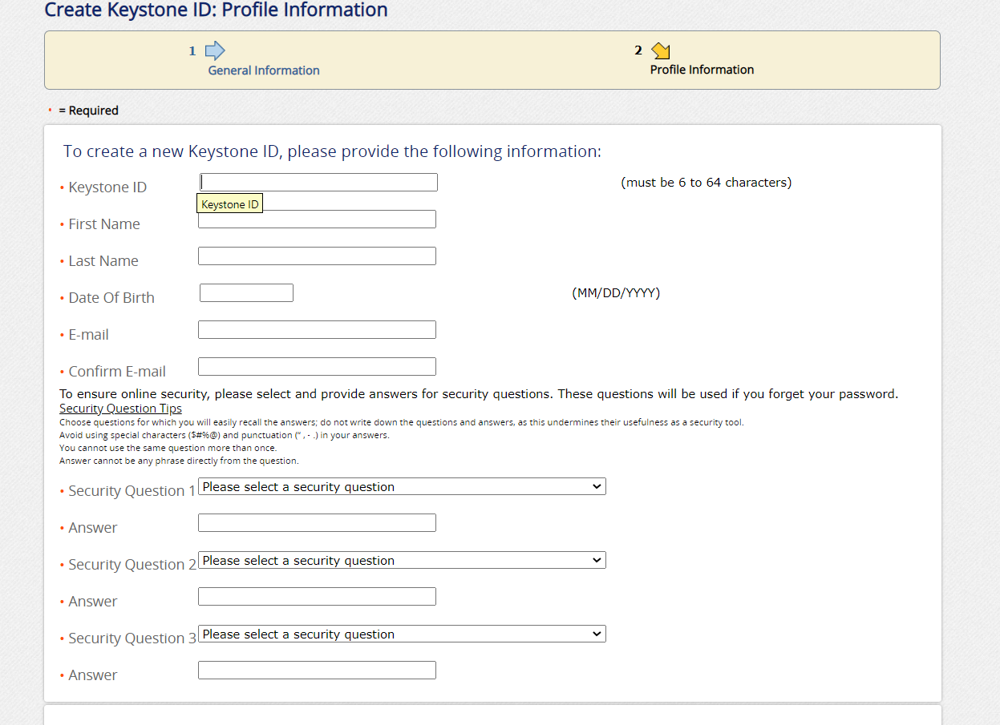 Create Keystone ID: Profile Information
1
General Information
2
Profile Information
• = Required
To create a new Keystone ID, please provide the following information:
• Keystone ID (must be 6 to 64 characters)
Keystone ID
• First Name
• Last Name
• Date Of Birth (MM/DD/YYYY)
• E-mail
• Confirm E-mail
To ensure online security, please select and provide answers for security questions. These questions will be used if you forget your password.
Security Question Tips
Choose questions for which you will easily recall the answers; do not write down the questions and answers, as this undermines their usefulness as a security tool.
Avoid using special characters ($#%@) and punctuation (" , - .) in your answers.
You cannot use the same question more than once.
Answer cannot be any phrase directly from the question.
• Security Question 1 Please select a security question
• Answer
• Security Question 2 Please select a security question
• Answer
• Security Question 3 Please select a security question
• Answer